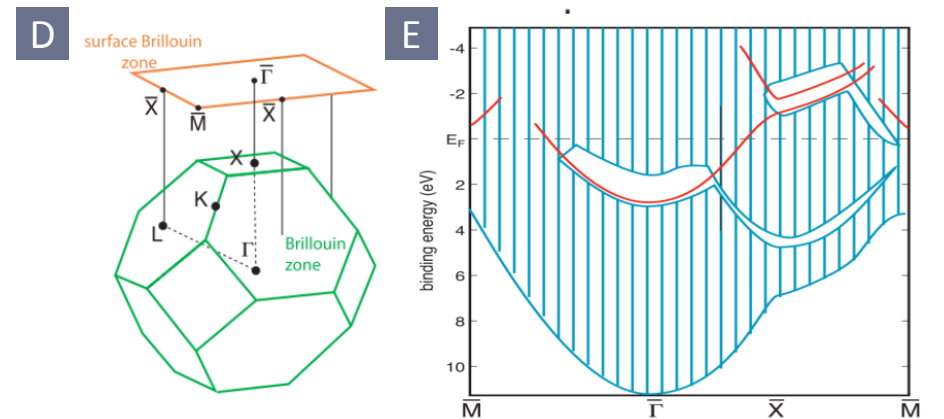 D
surface Brillouin
zone
Γ̅
X̅
M̅
X̅
X
K
L
Γ
Brillouin
zone
E
-4
-2
E_F
2
4
6
8
10
binding energy (eV)
M̅
Γ̅
X̅
M̅